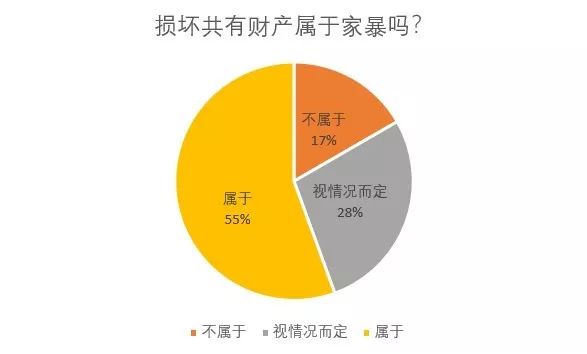 损坏共有财产属于家暴吗?
不属于
17%
视情况而定
28%
属于
55%
不属于 视情况而定 属于